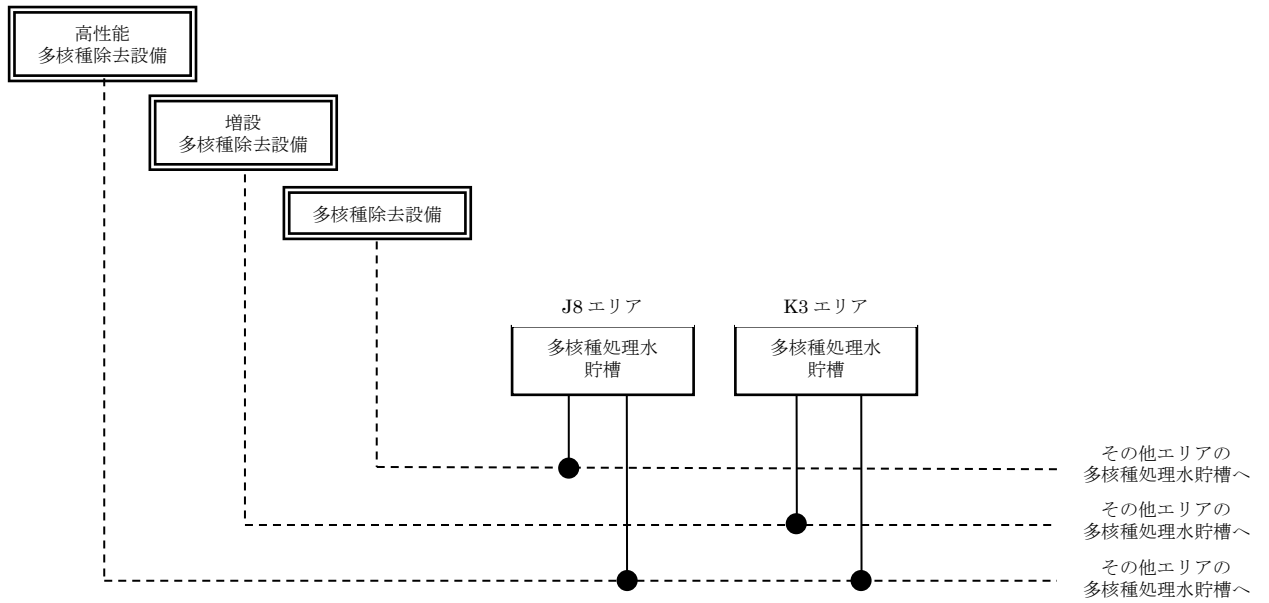 高性能
多核種除去設備
増設
多核種除去設備
多核種除去設備
J8エリア
K3エリア
多核種処理水
貯槽
多核種処理水
貯槽
その他エリアの
多核種処理水貯槽へ
その他エリアの
多核種処理水貯槽へ
その他エリアの
多核種処理水貯槽へ